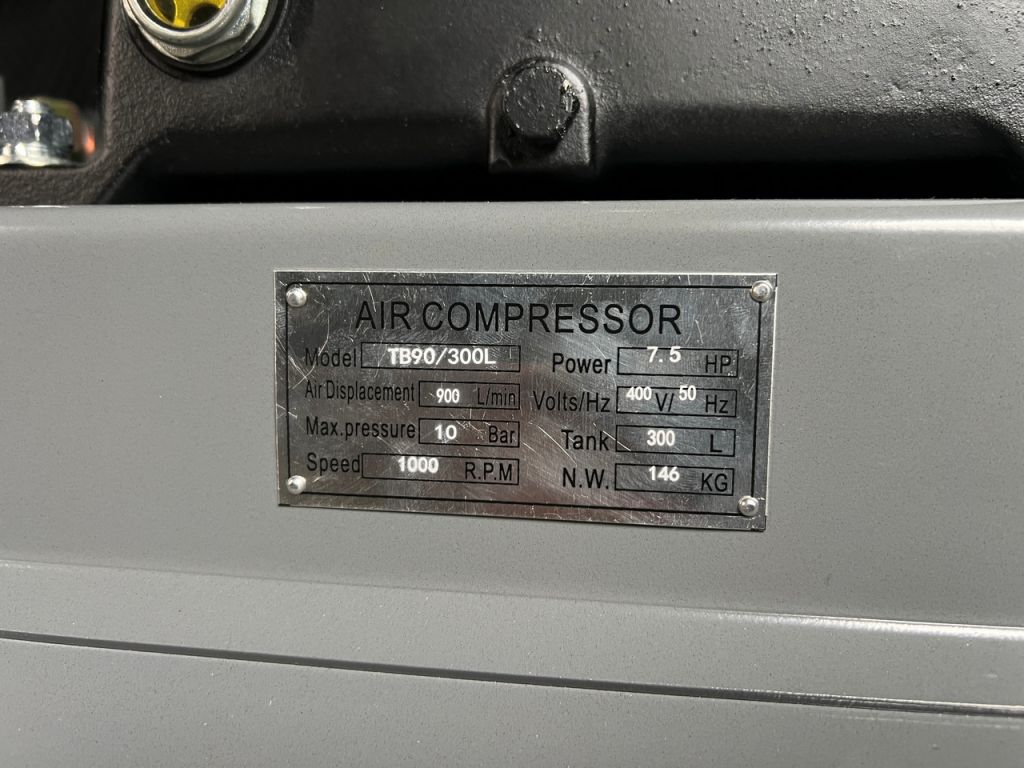 AIR COMPRESSOR
Model TB90/300L Power 7.5 HP
Air Displacement 900 L/min Volts/Hz 400 V/ 50 Hz
Max.pressure 10 Bar Tank 300 L
Speed 1000 R.P.M N.W. 146 KG